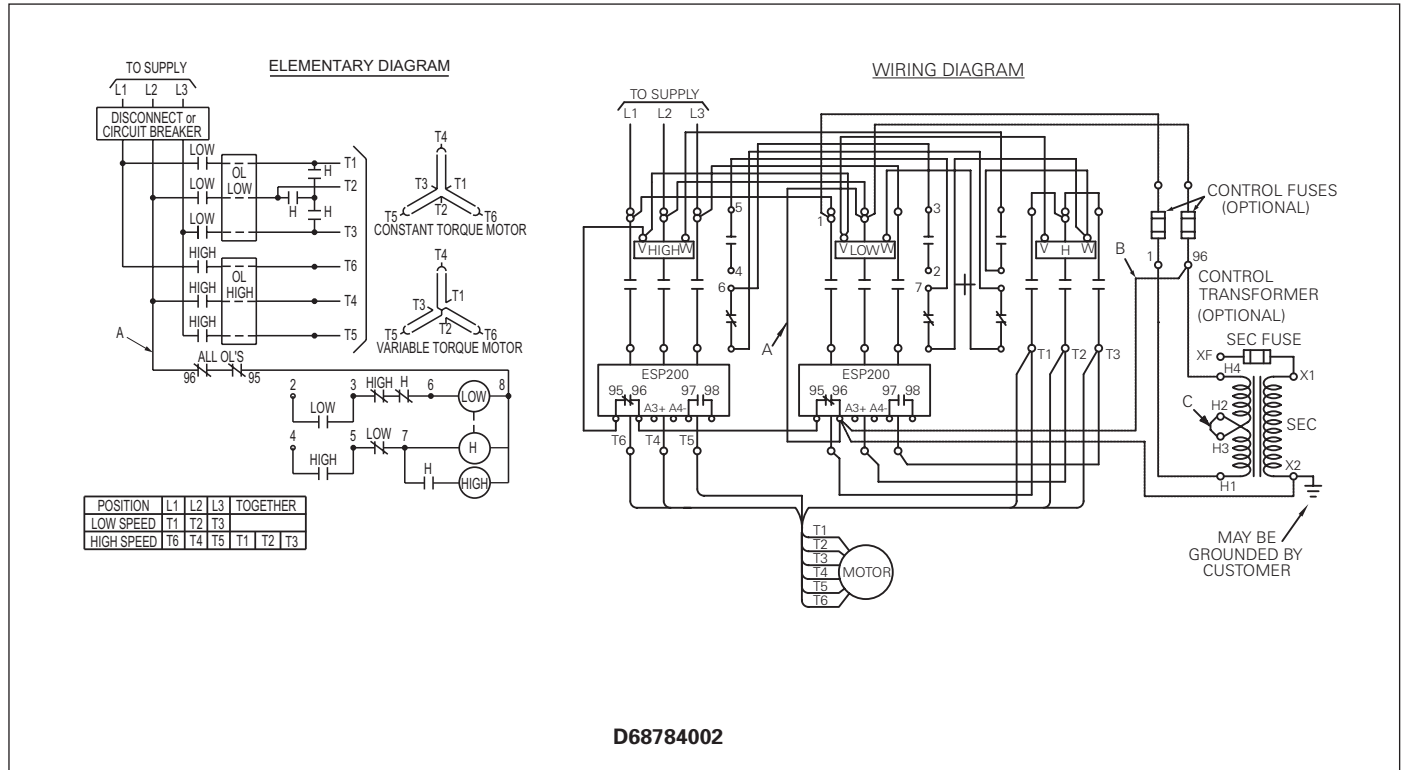 ELEMENTARY DIAGRAM
TO SUPPLY
L1 L2 L3
DISCONNECT or
CIRCUIT BREAKER
LOW
OL
LOW
LOW
LOW
H
H
H
T1
T2
T3
HIGH
OL
HIGH
HIGH
HIGH
T6
T4
T5
A
ALL OL'S
96 95
T4
T3 T1
T2
T5 T6
CONSTANT TORQUE MOTOR
T4
T3 T1
T2
T5 T6
VARIABLE TORQUE MOTOR
2 3 HIGH H 6 8
LOW
LOW
4 5 LOW 7
HIGH
H
H
HIGH
POSITION L1 L2 L3 TOGETHER
LOW SPEED T1 T2 T3
HIGH SPEED T6 T4 T5 T1 T2 T3
WIRING DIAGRAM
TO SUPPLY
L1 L2 L3
5
3
1
V HIGH W
V LOW W
V H W
4
6
2
7
A
T1 T2 T3
ESP200
95 96 97 98
A3+ A4-
ESP200
95 96 97 98
A3+ A4-
T6 T4 T5
T1
T2
T3
T4
T5
T6
MOTOR
CONTROL FUSES
(OPTIONAL)
B
1 96
CONTROL
TRANSFORMER
(OPTIONAL)
SEC FUSE
XF
H4
X1
C
H2
H3
SEC
H1
X2
MAY BE
GROUNDED BY
CUSTOMER
D68784002